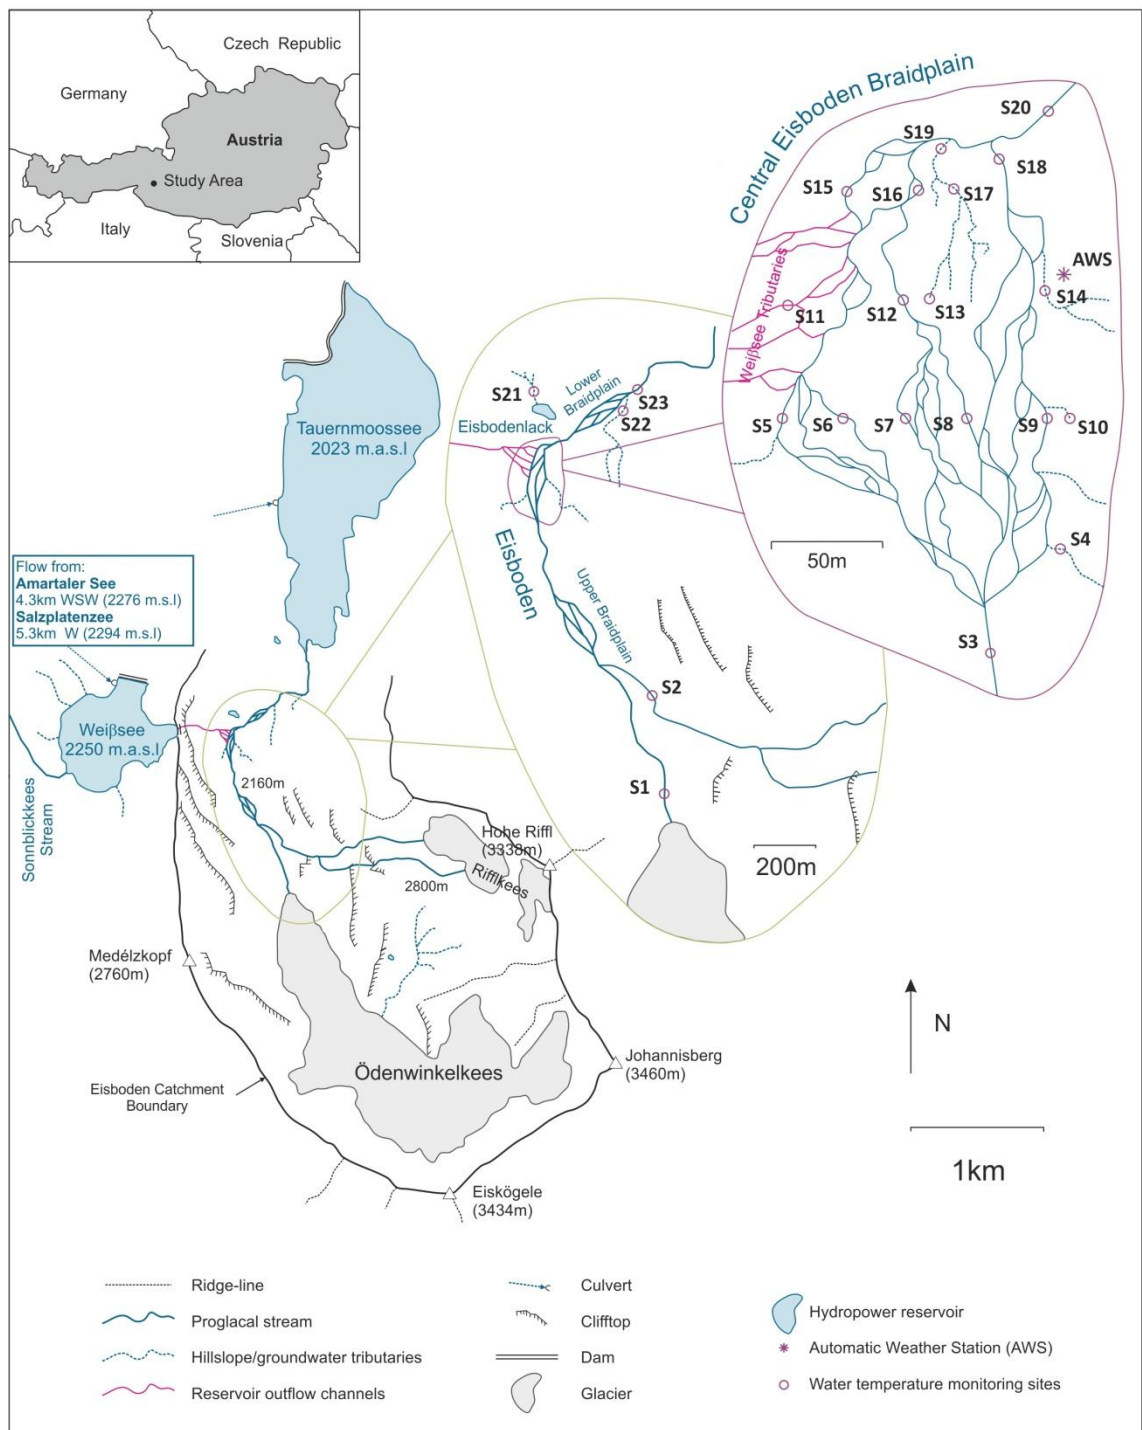 Czech Republic
Germany
Austria
Study Area
Italy
Slovenia
Central Eisboden Braidplain
S20
S19
S18
S15
S16
S17
AWS
S14
Weiβsee Tributaries
S11
S12
S13
S5
S6
S7
S8
S9
S10
50m
S4
S3
S21
Lower
Braidplain
S23
S22
Eisbodenlack
Eisboden
Upper Braidplain
S2
S1
200m
Tauernmoossee
2023 m.a.s.l
Flow from:
Amartaler See
4.3km WSW (2276 m.s.l)
Salzplatenzee
5.3km W (2294 m.s.l)
Weiβsee
2250 m.a.s.l
Sonnblickkees
Stream
2160m
Hohe Riffl
(3338m)
Rifflkees
2800m
Medélzkopf
(2760m)
N
Johannisberg
(3460m)
Ödenwinkelkees
Eisboden Catchment
Boundary
1km
Eiskögele
(3434m)
Ridge-line
Culvert
Hydropower reservoir
Proglacal stream
Clifftop
Automatic Weather Station (AWS)
Hillslope/groundwater tributaries
Dam
Water temperature monitoring sites
Reservoir outflow channels
Glacier